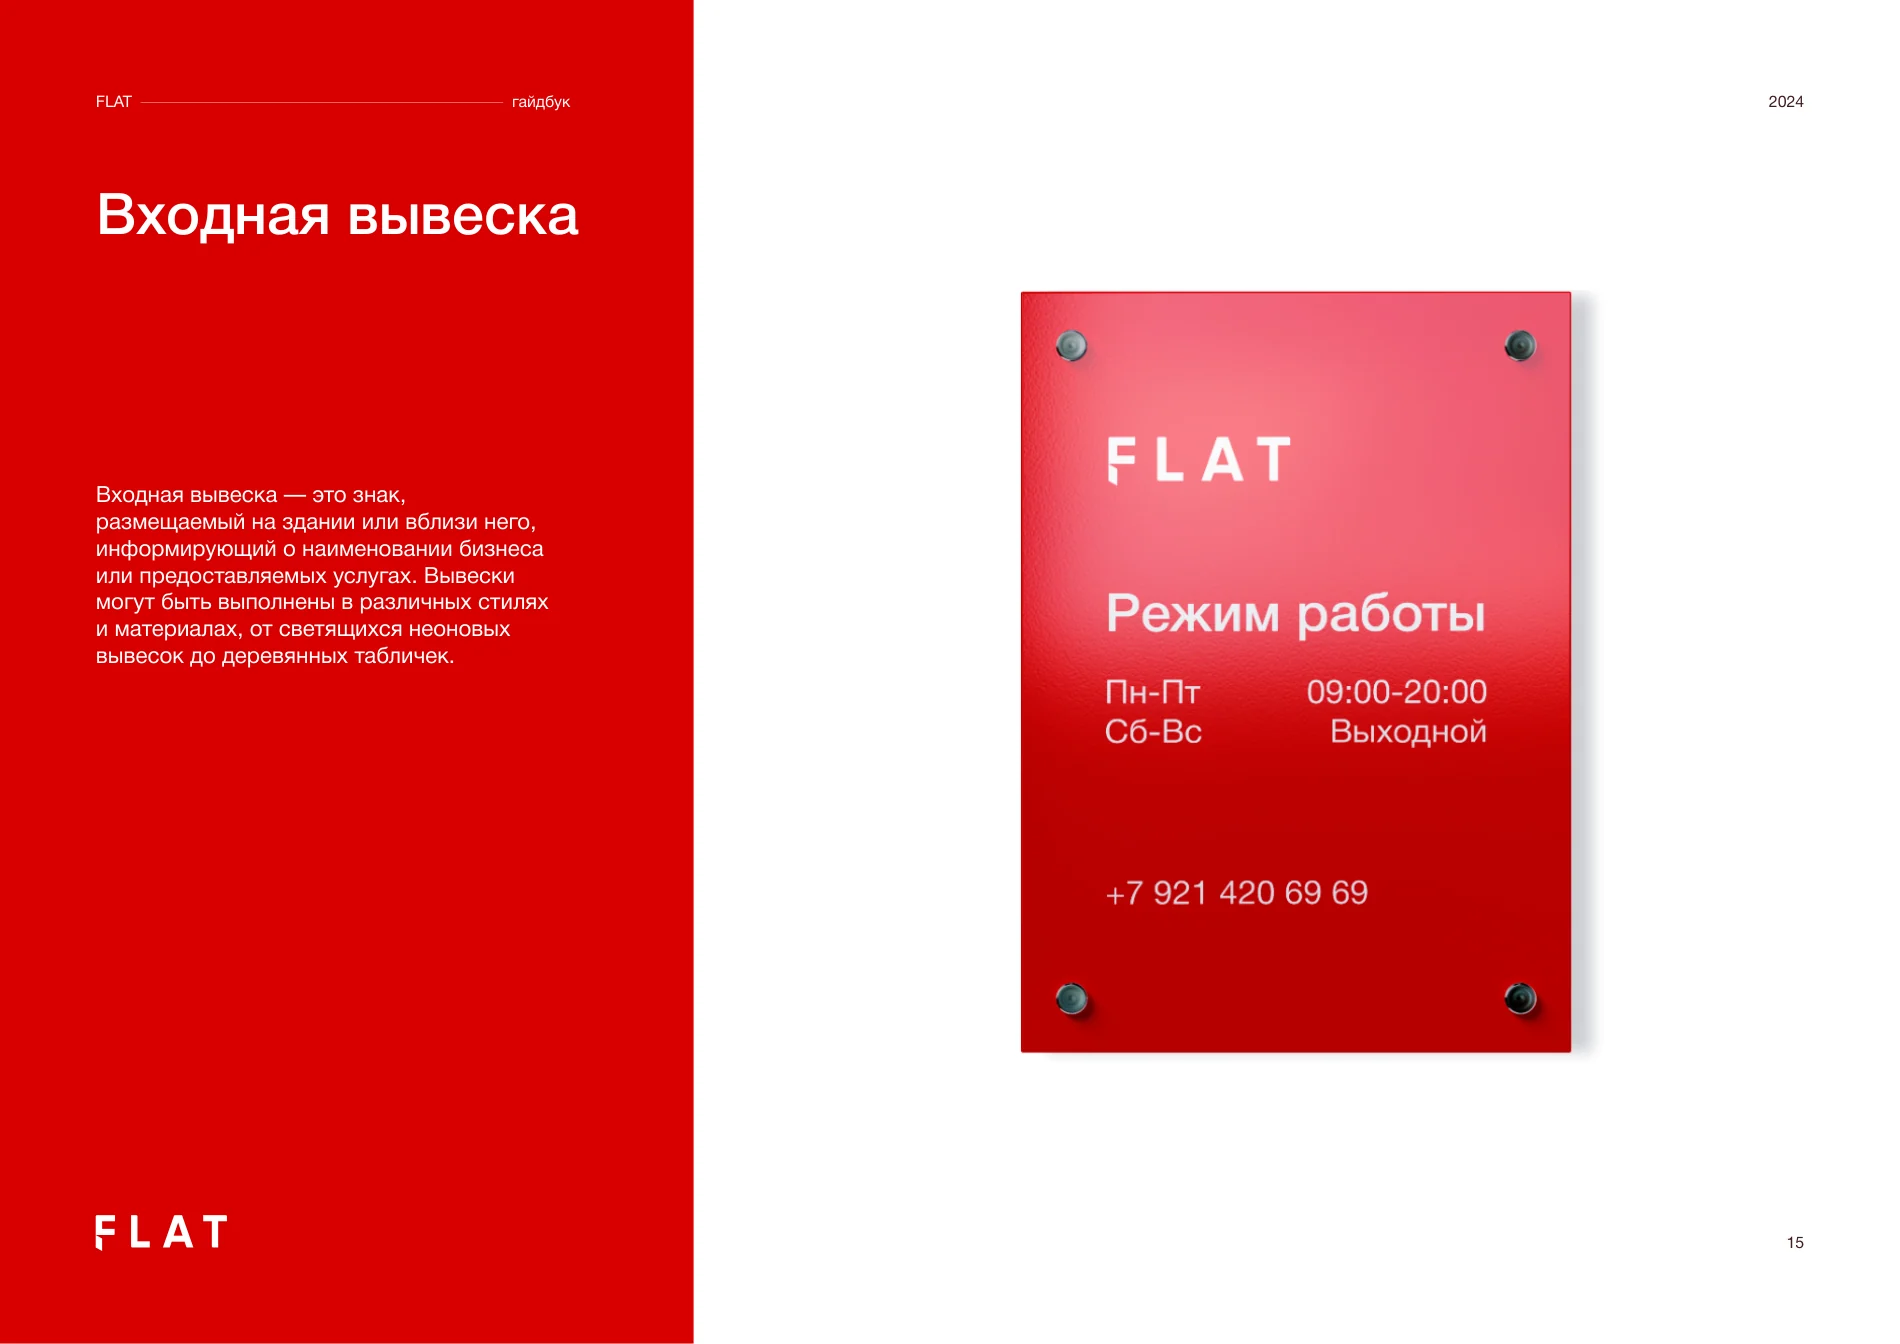 FLAT гайдбук
2024
Входная вывеска
Входная вывеска — это знак,
размещаемый на здании или вблизи него,
информирующий о наименовании бизнеса
или предоставляемых услугах. Вывески
могут быть выполнены в различных стилях
и материалах, от светящихся неоновых
вывесок до деревянных табличек.
FLAT
FLAT
Режим работы
Пн-Пт 09:00-20:00
Сб-Вс Выходной
+7 921 420 69 69
15